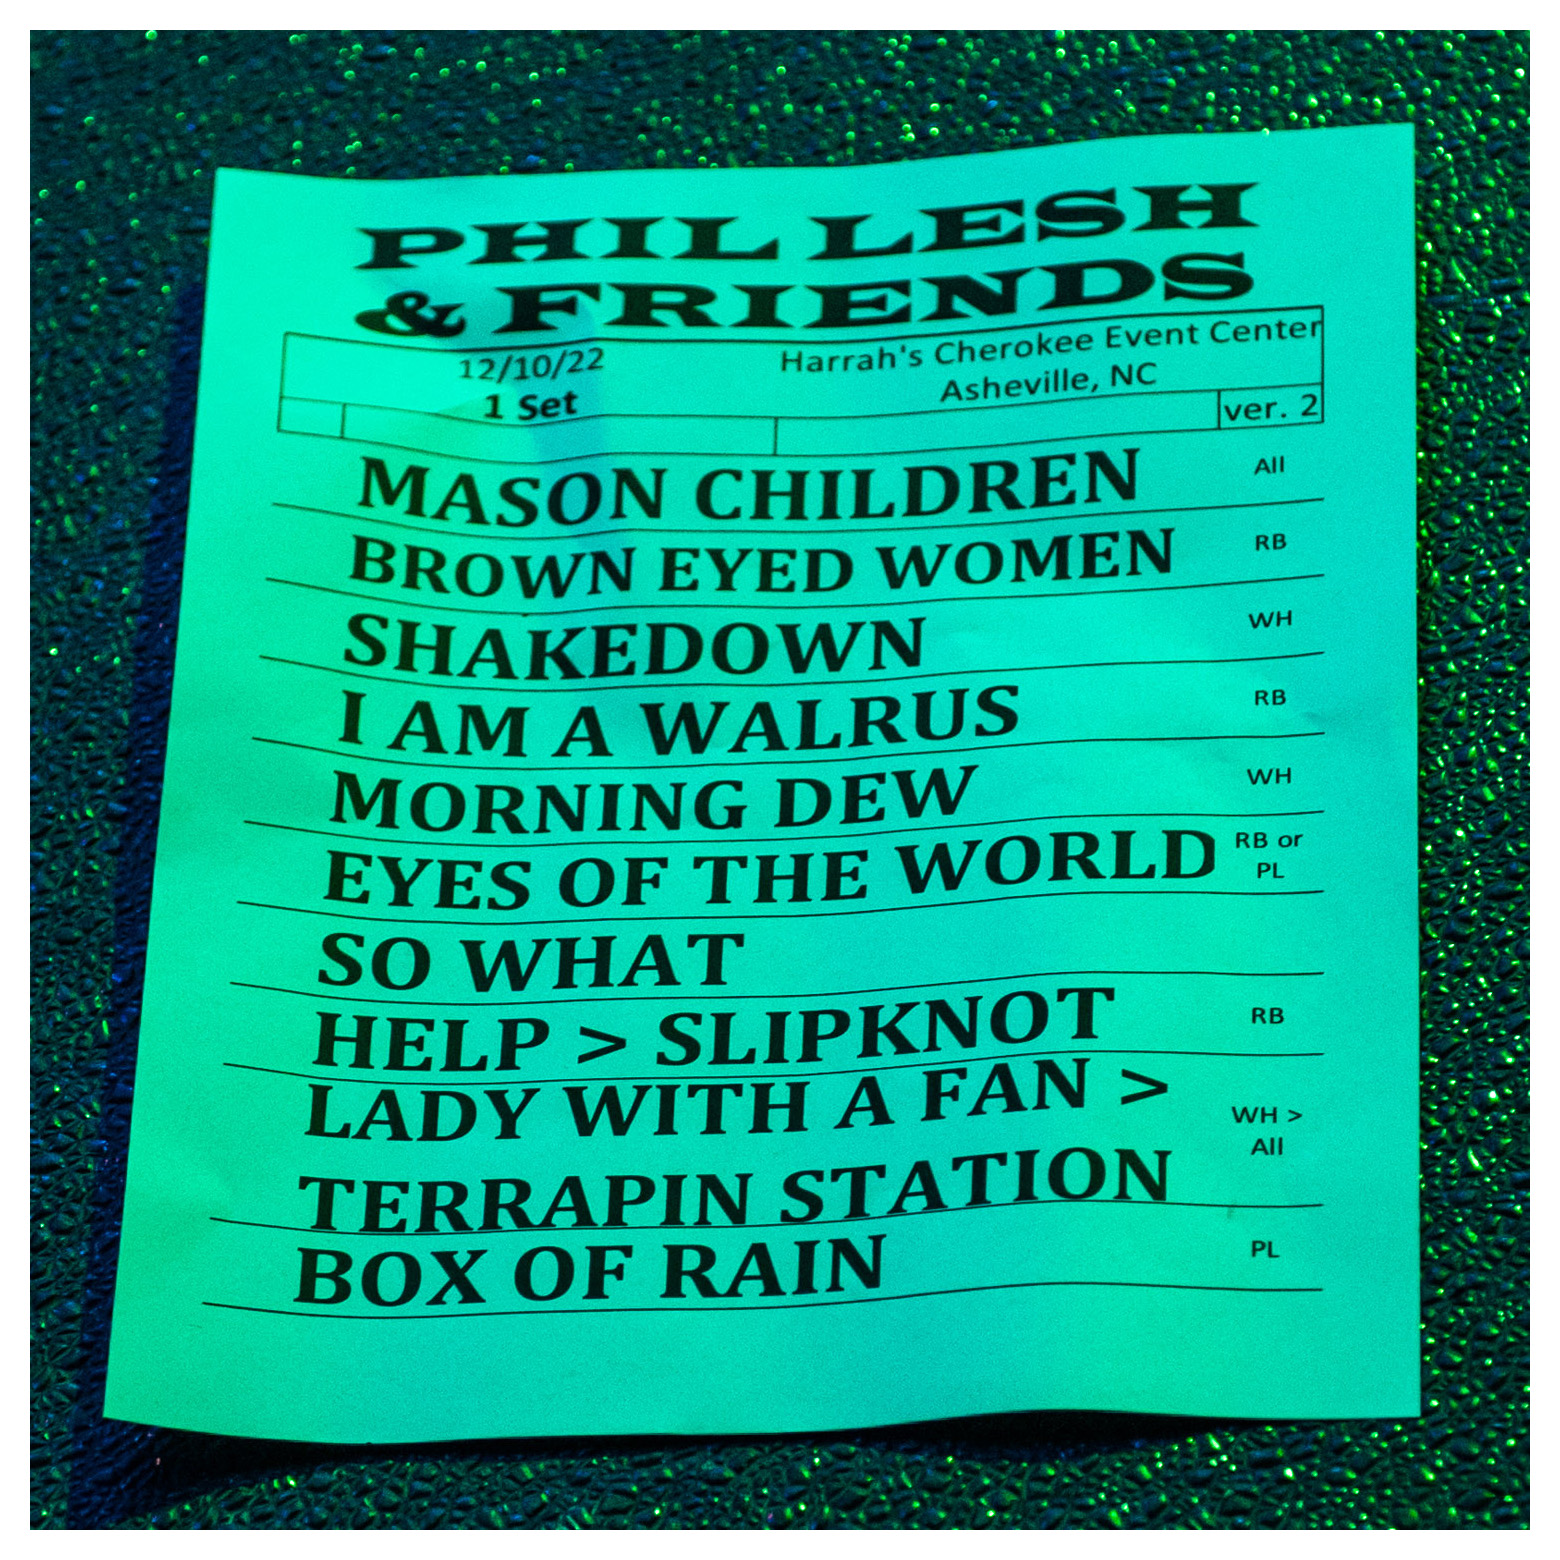 PHIL LESH
& FRIENDS
12/10/22 Harrah's Cherokee Event Center
1 Set Asheville, NC
ver. 2
MASON CHILDREN All
BROWN EYED WOMEN RB
SHAKEDOWN WH
I AM A WALRUS RB
MORNING DEW WH
EYES OF THE WORLD RB or
PL
SO WHAT
HELP > SLIPKNOT RB
LADY WITH A FAN >
WH >
All
TERRAPIN STATION
BOX OF RAIN PL